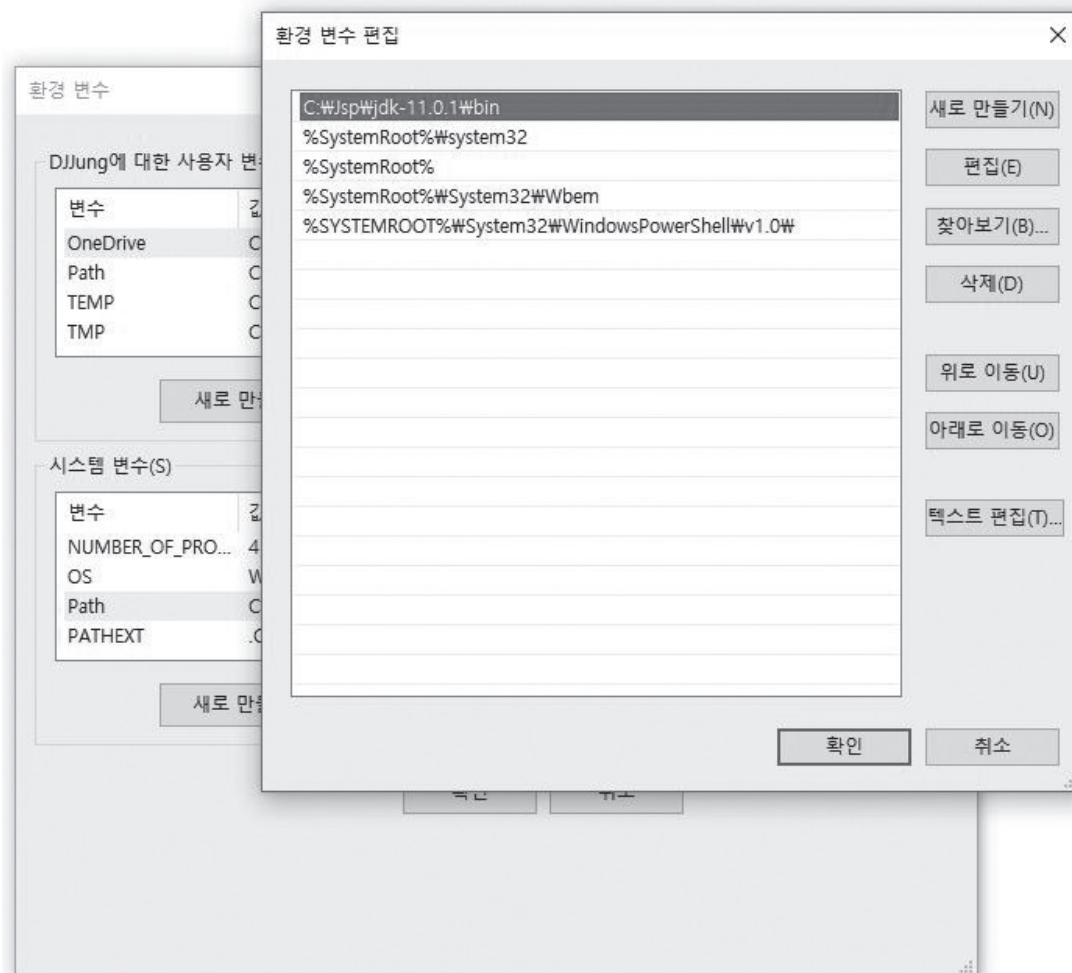 환경 변수 편집
C:₩Jsp₩jdk-11.0.1₩bin
%SystemRoot%₩system32
%SystemRoot%
%SystemRoot%₩System32₩Wbem
%SYSTEMROOT%₩System32₩WindowsPowerShell₩v1.0₩
새로 만들기(N)
편집(E)
찾아보기(B)...
삭제(D)
위로 이동(U)
아래로 이동(O)
텍스트 편집(T)...
확인
취소
환경 변수
DJJung에 대한 사용자
변수
OneDrive C
Path C
TEMP C
TMP C
새로
시스템 변수(S)
변수
NUMBER_OF_PRO... 4
OS W
Path C
PATHEXT
새로